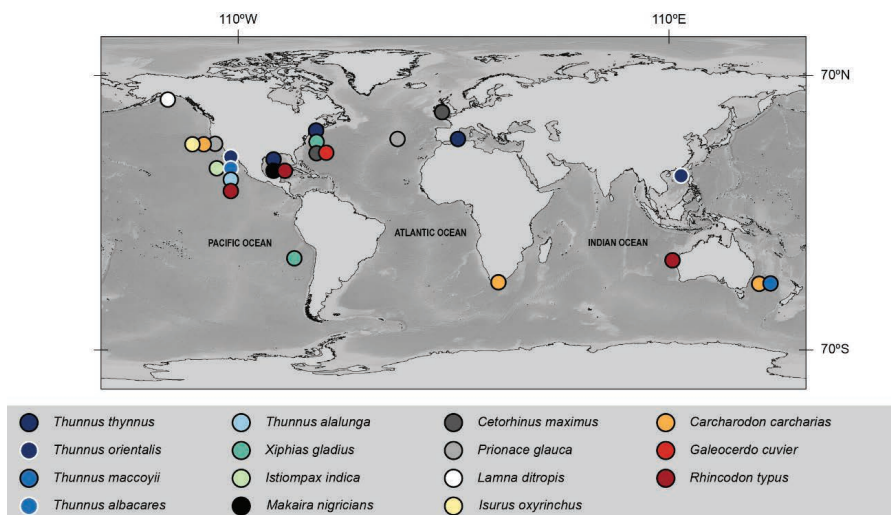 110ºW 110ºE
70ºN
PACIFIC OCEAN
ATLANTIC OCEAN
INDIAN OCEAN
70ºS
Thunnus thynnus Thunnus alalunga Cetorhinus maximus Carcharodon carcharias
Thunnus orientalis Xiphias gladius Prionace glauca Galeocerdo cuvier
Thunnus maccoyii Istiompax indica Lamna ditropis Rhincodon typus
Thunnus albacares Makaira nigricians Isurus oxyrinchus